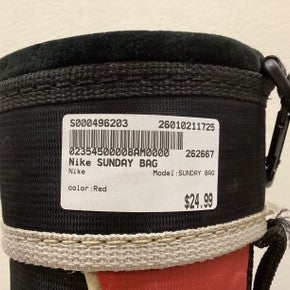 S000496203 26010211725
02354500008AM0000 262667
Nike SUNDAY BAG
Nike Model:SUNDAY BAG
color:Red
$24.99